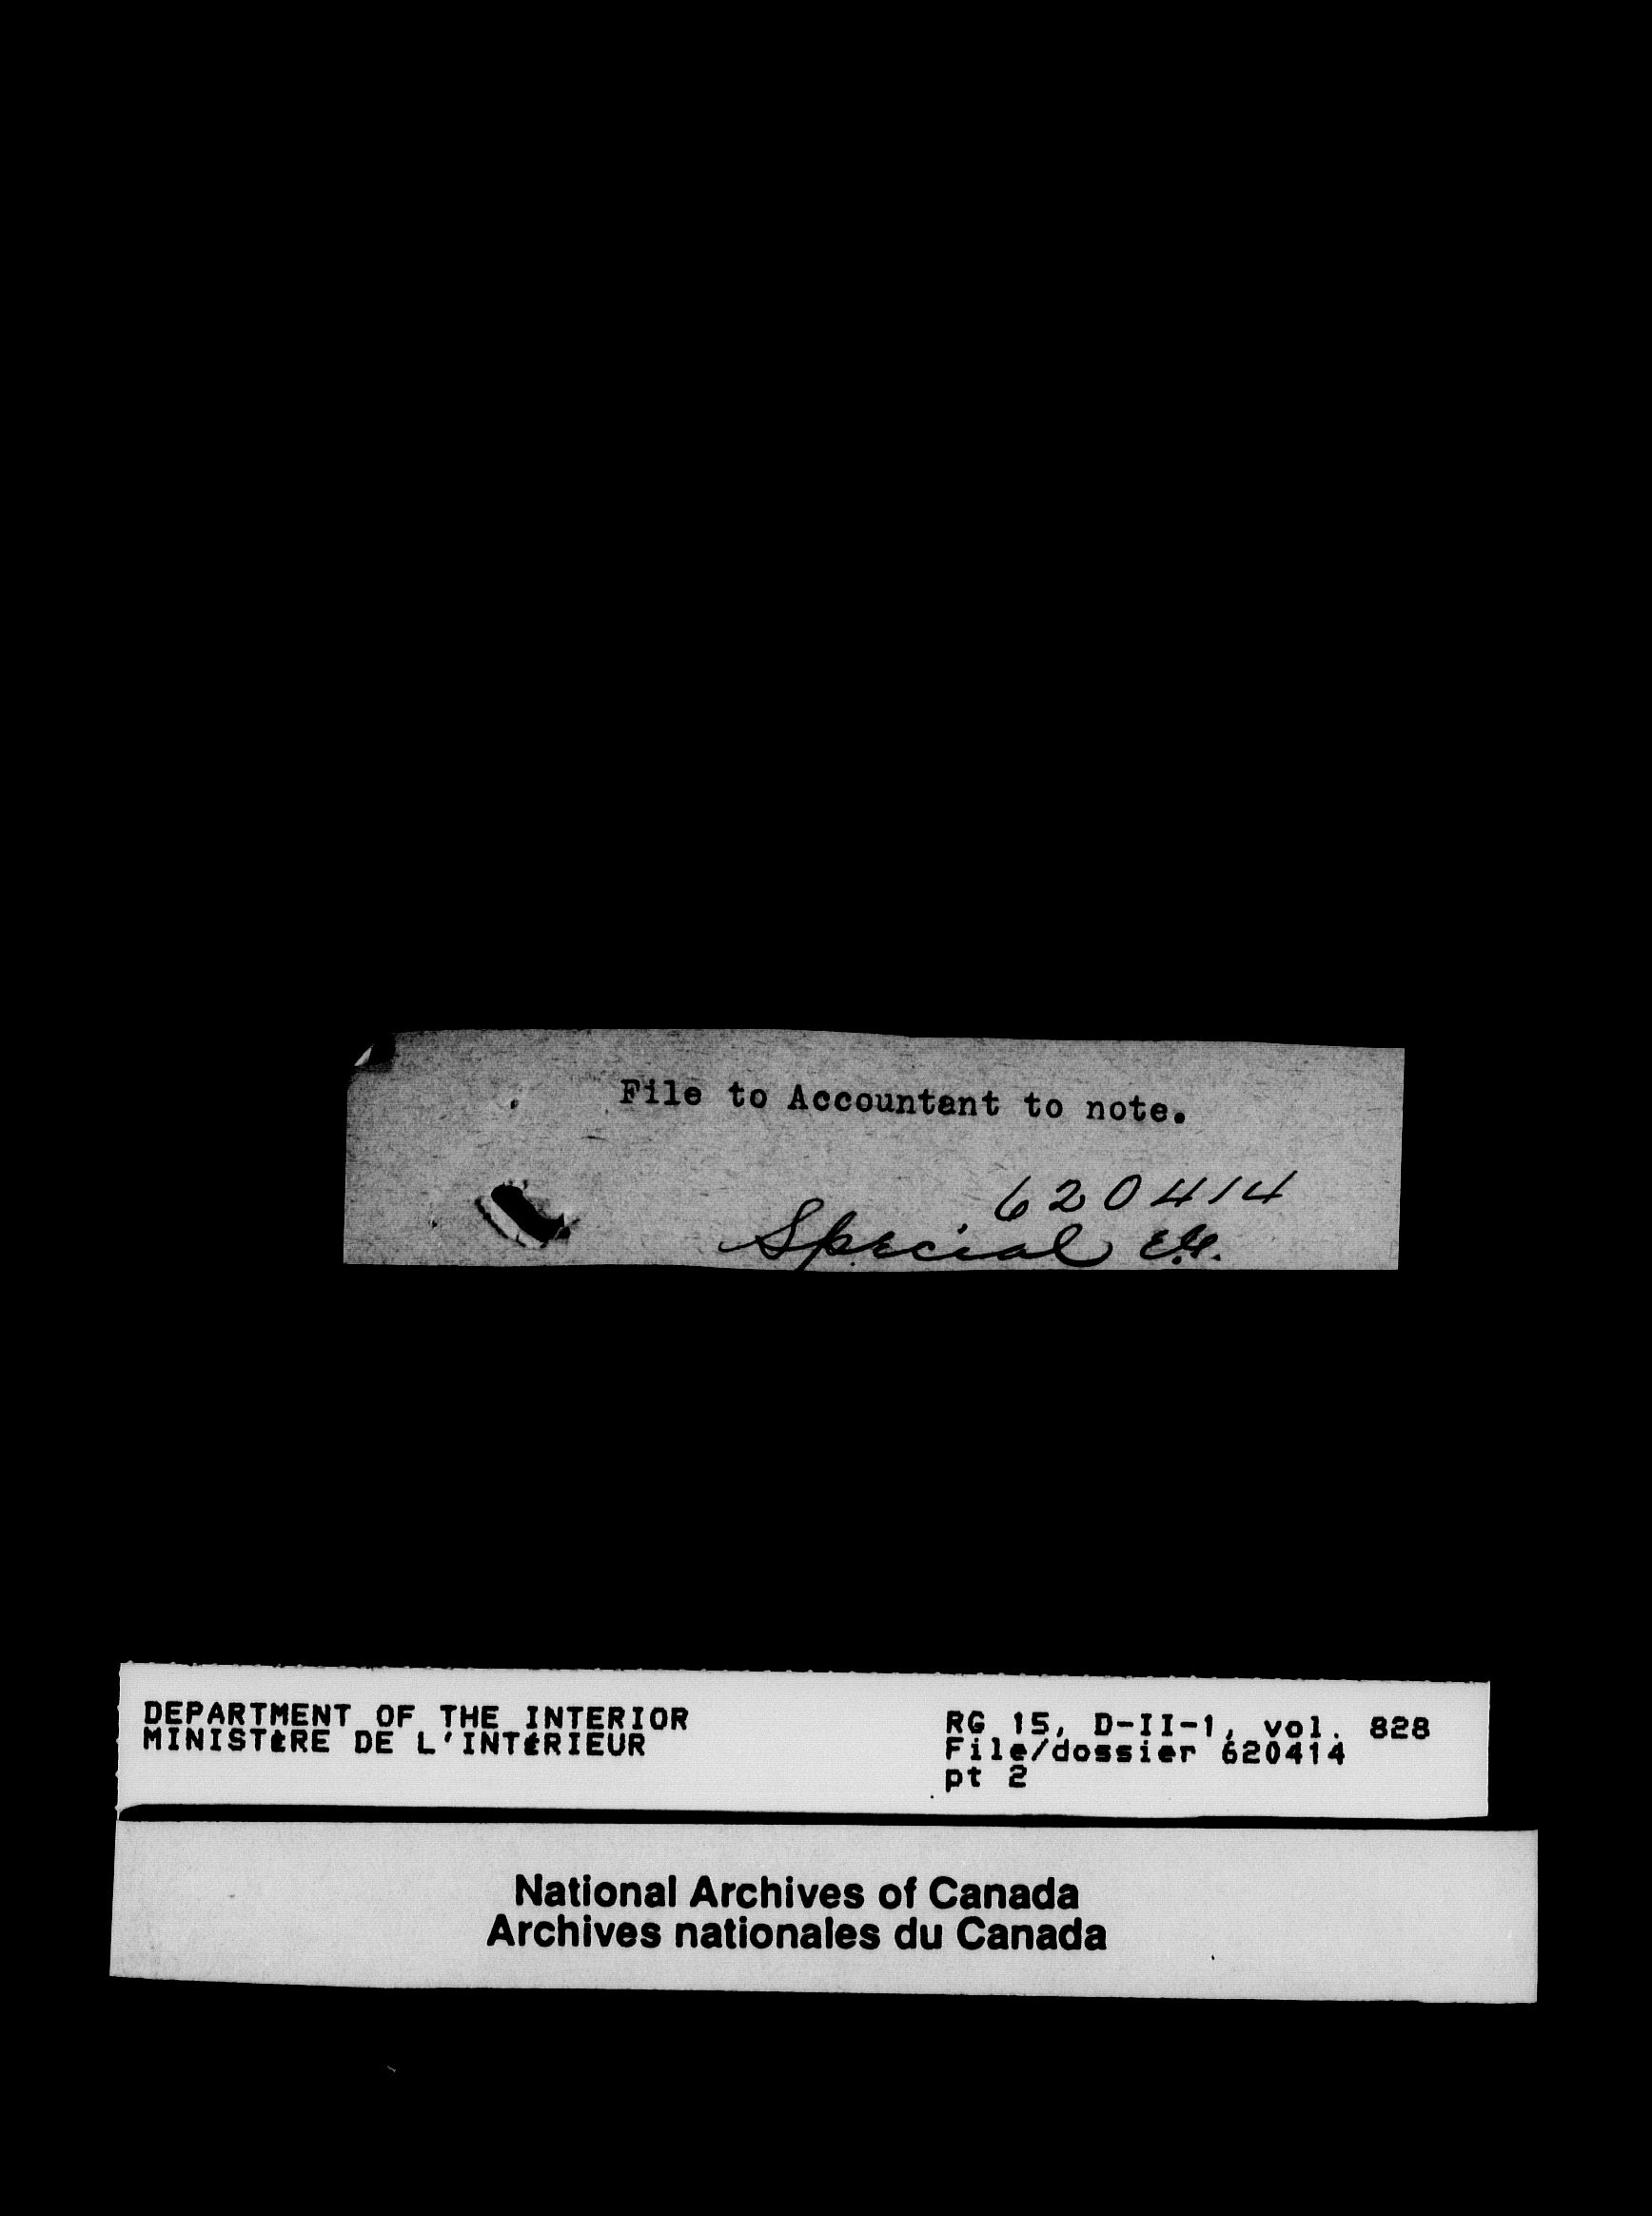 File to Accountant to note.
620414
Special
DEPARTMENT OF THE INTERIOR
MINISTÈRE DE L'INTÉRIEUR
RG 15, D-II-1, vol. 828
File/dossier 620414
pt 2
National Archives of Canada
Archives nationales du Canada